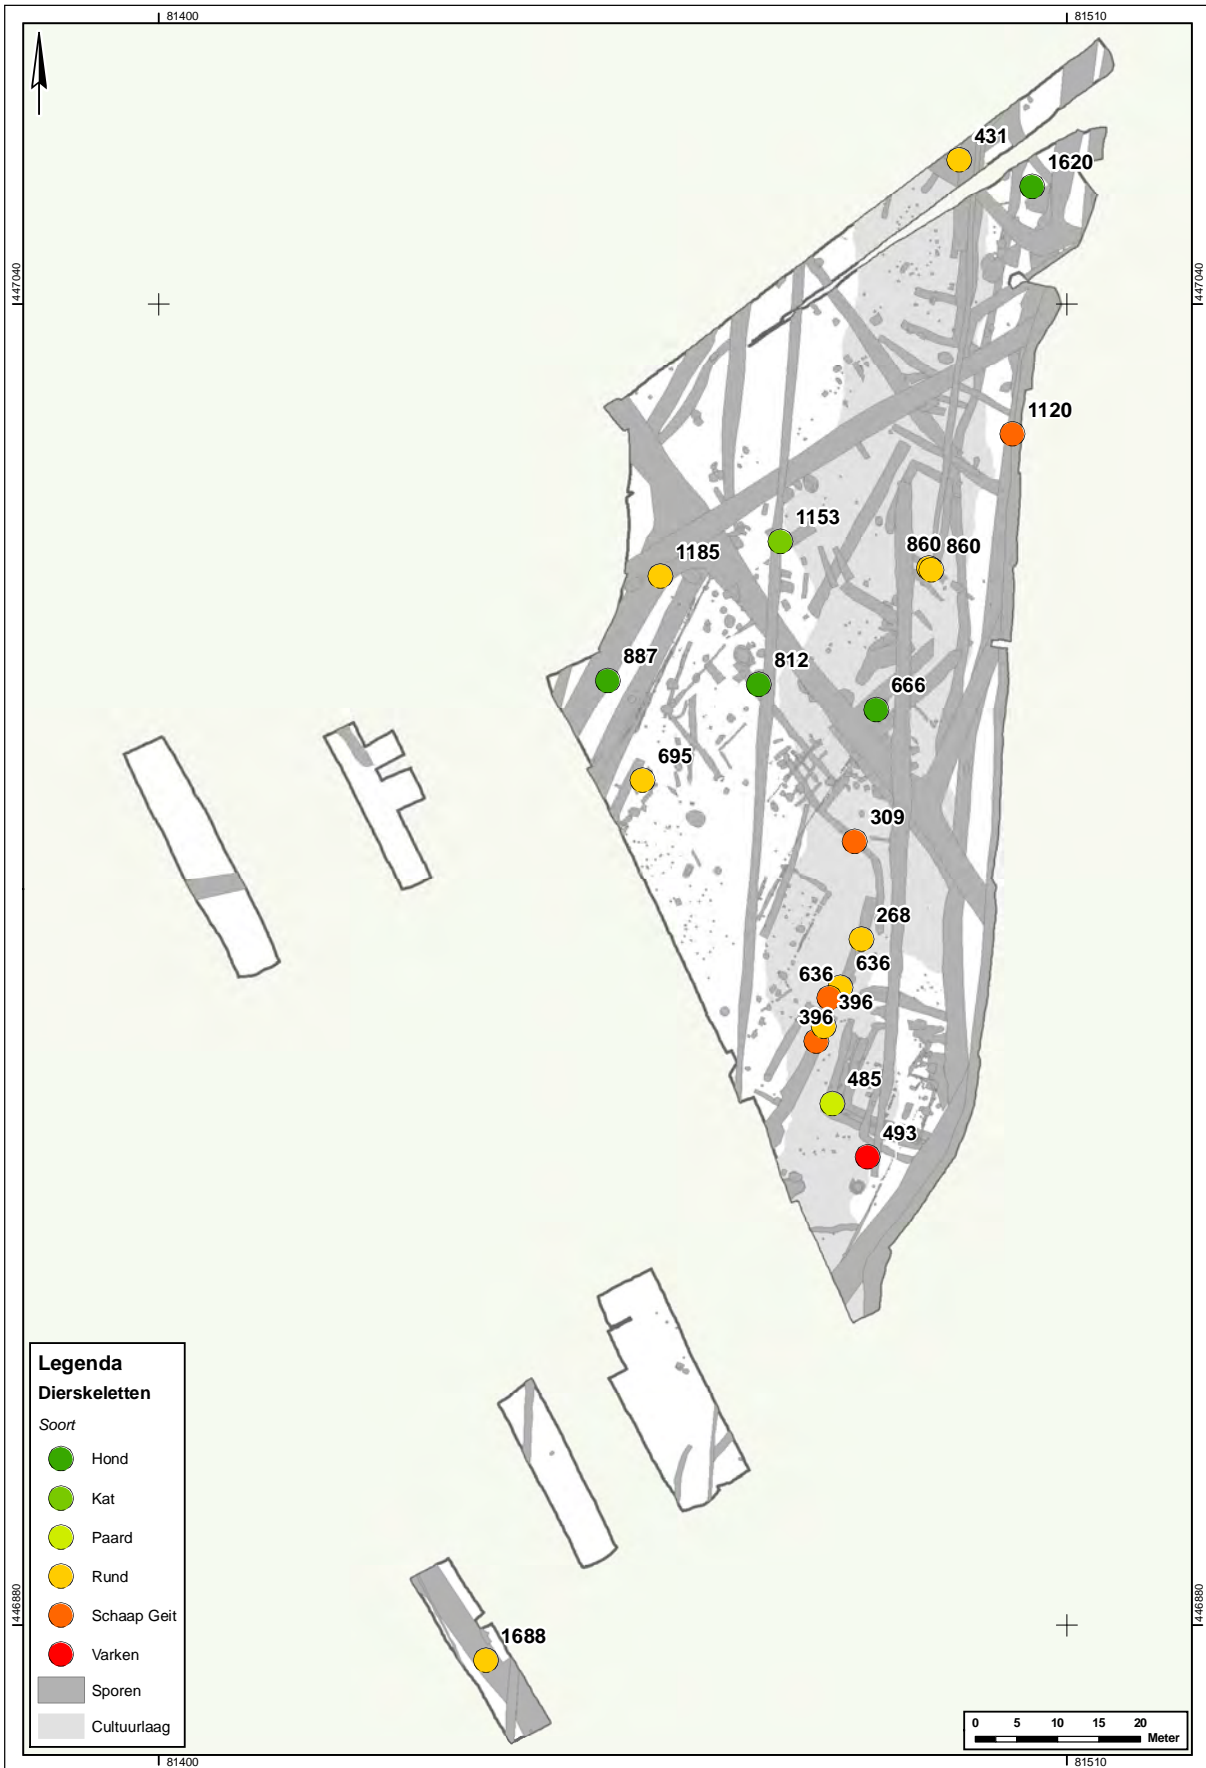 81400
81510
431
1620
447040
447040
1120
1153
860
860
1185
887
812
666
695
309
268
636
636
396
396
485
493
Legenda
Dierskeletten
Soort
Hond
Kat
Paard
Rund
Schaap Geit
Varken
Sporen
Cultuurlaag
446880
446880
1688
0 5 10 15 20
Meter
81400
81510